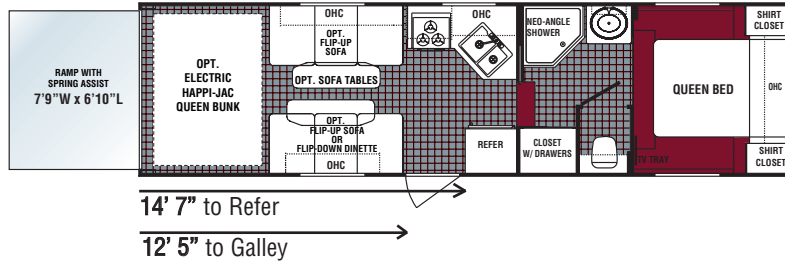 RAMP WITH
SPRING ASSIST
7'9"W x 6'10"L
OPT.
ELECTRIC
HAPPI-JAC
QUEEN BUNK
OHC
OPT.
FLIP-UP
SOFA
OPT. SOFA TABLES
OPT.
FLIP-UP SOFA
OR
FLIP-DOWN DINETTE
OHC
OHC
REFER
NEO-ANGLE
SHOWER
CLOSET
W/ DRAWERS
QUEEN BED
TV TRAY
SHIRT
CLOSET
OHC
SHIRT
CLOSET
14' 7" to Refer
12' 5" to Galley